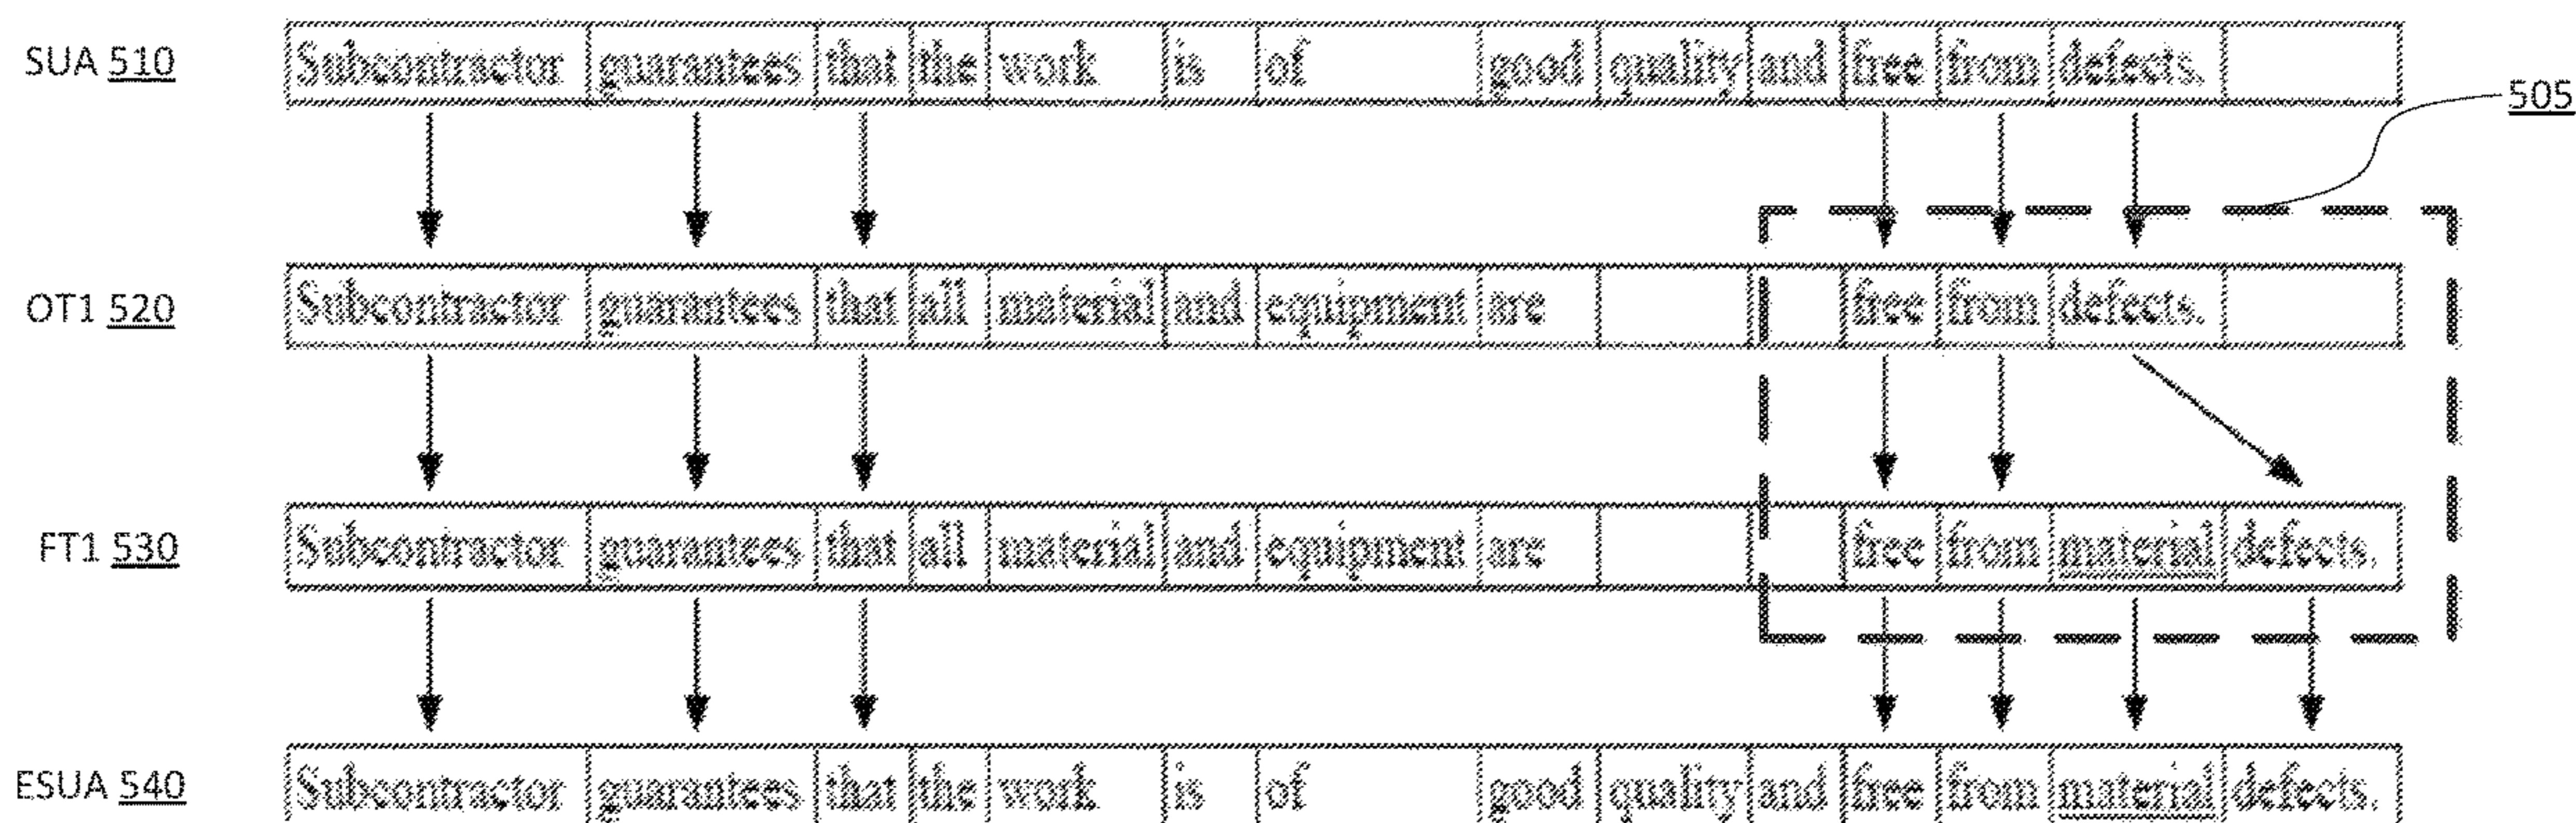 SUA 510 Subcontractor guarantees that the work is of good quality and free from defects.
505
OT1 520 Subcontractor guarantees that all material and equipment are free from defects.
FT1 530 Subcontractor guarantees that all material and equipment are free from material defects.
ESUA 540 Subcontractor guarantees that the work is of good quality and free from material defects.